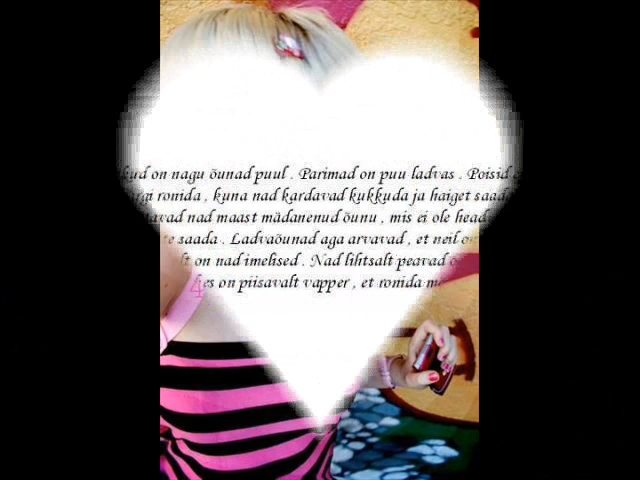 on nagu õunad puul . Parimad on puu ladvas . Poisid
ronida , kuna nad kardavad kukkuda ja haiget
nad maast mädanenud õunu , mis ei ole head
saada . Ladvaõunad aga arvavad , et neil on
on nad imelised . Nad lihtsalt peavad
on piisavalt vapper , et ronida